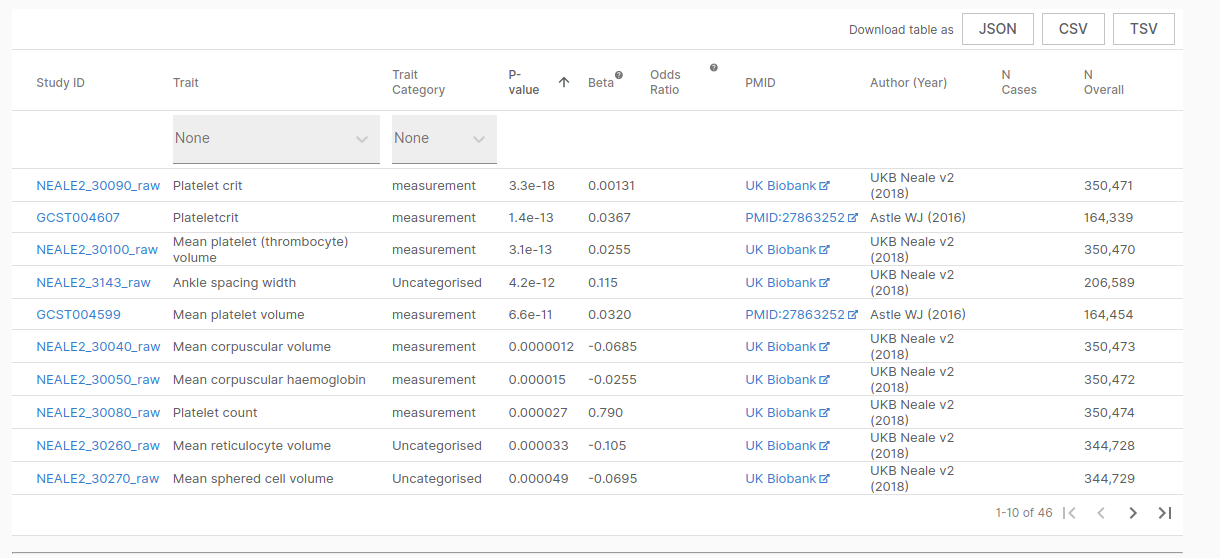 Download table as JSON CSV TSV
Study ID Trait Trait Category P-value Beta Odds Ratio PMID Author (Year) N Cases N Overall
None None
NEALE2_30090_raw Platelet crit measurement 3.3e-18 0.00131 UK Biobank UKB Neale v2 (2018) 350,471
GCST004607 Plateletcrit measurement 1.4e-13 0.0367 PMID:27863252 Astle WJ (2016) 164,339
NEALE2_30100_raw Mean platelet (thrombocyte) volume measurement 3.1e-13 0.0255 UK Biobank UKB Neale v2 (2018) 350,470
NEALE2_3143_raw Ankle spacing width Uncategorised 4.2e-12 0.115 UK Biobank UKB Neale v2 (2018) 206,589
GCST004599 Mean platelet volume measurement 6.6e-11 0.0320 PMID:27863252 Astle WJ (2016) 164,454
NEALE2_30040_raw Mean corpuscular volume measurement 0.0000012 -0.0685 UK Biobank UKB Neale v2 (2018) 350,473
NEALE2_30050_raw Mean corpuscular haemoglobin measurement 0.000015 -0.0255 UK Biobank UKB Neale v2 (2018) 350,472
NEALE2_30080_raw Platelet count measurement 0.000027 0.790 UK Biobank UKB Neale v2 (2018) 350,474
NEALE2_30260_raw Mean reticulocyte volume Uncategorised 0.000033 -0.105 UK Biobank UKB Neale v2 (2018) 344,728
NEALE2_30270_raw Mean sphered cell volume Uncategorised 0.000049 -0.0695 UK Biobank UKB Neale v2 (2018) 344,729
1-10 of 46